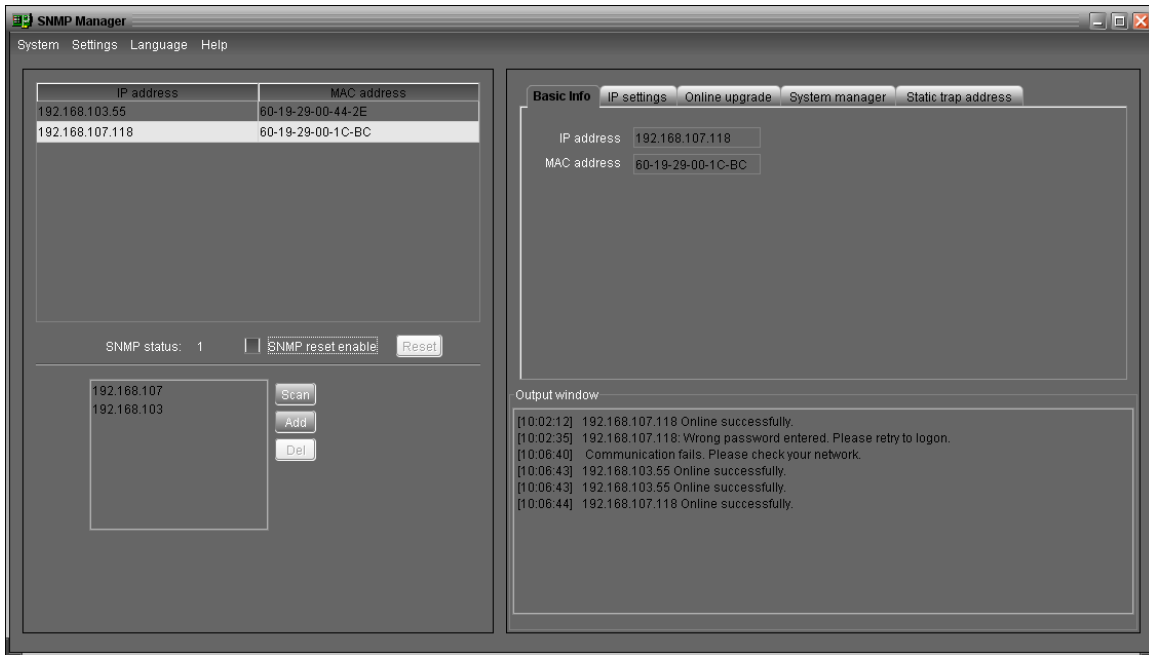 SNMP Manager
System Settings Language Help
IP address MAC address
192.168.103.55 60-19-29-00-44-2E
192.168.107.118 60-19-29-00-1C-BC
SNMP status: 1 SNMP reset enable Reset
192.168.107
192.168.103
Scan
Add
Del
Basic Info IP settings Online upgrade System manager Static trap address
IP address 192.168.107.118
MAC address 60-19-29-00-1C-BC
Output window
[10:02:12] 192.168.107.118 Online successfully.
[10:02:35] 192.168.107.118: Wrong password entered. Please retry to logon.
[10:06:40] Communication fails. Please check your network.
[10:06:43] 192.168.103.55 Online successfully.
[10:06:43] 192.168.103.55 Online successfully.
[10:06:44] 192.168.107.118 Online successfully.